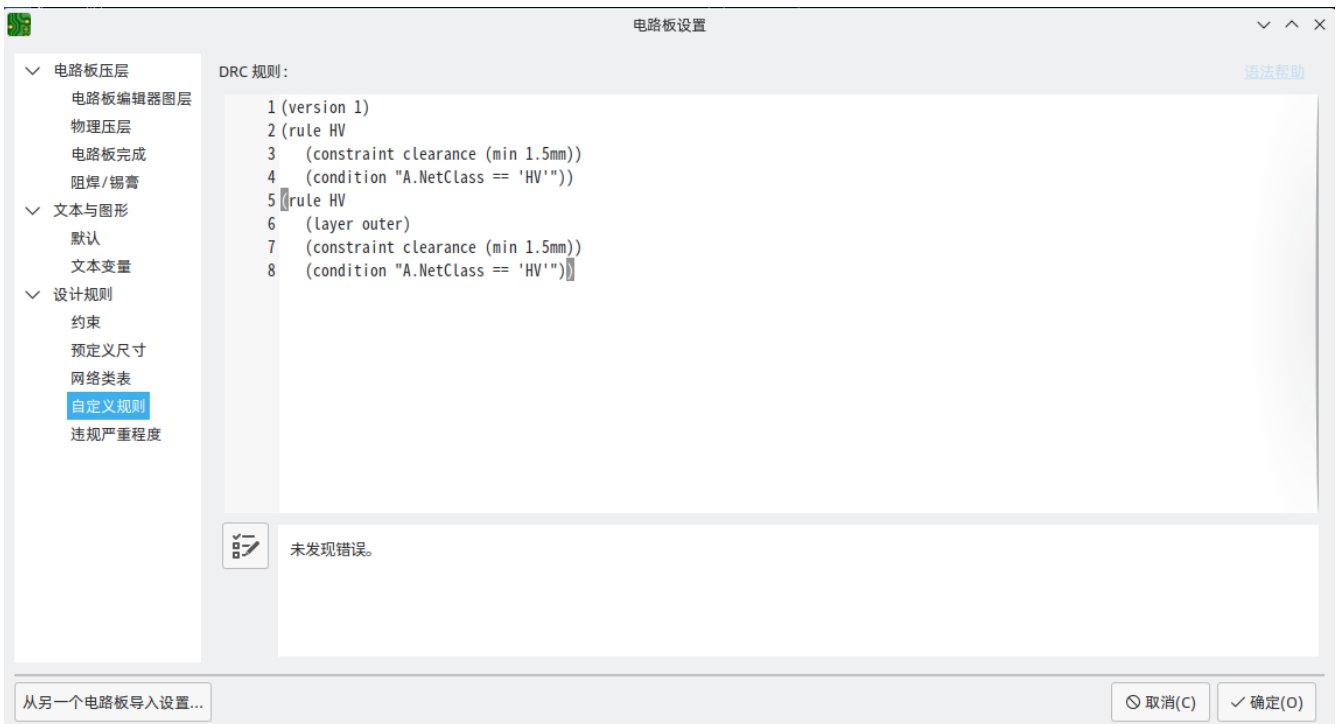 电路板设置
电路板压层
电路板编辑器图层
物理压层
电路板完成
阻焊/锡膏
文本与图形
默认
文本变量
设计规则
约束
预定义尺寸
网络类表
自定义规则
违规严重程度
DRC 规则:
语法帮助
1 (version 1)
2 (rule HV
3    (constraint clearance (min 1.5mm))
4    (condition "A.NetClass == 'HV'"))
5 (rule HV
6    (layer outer)
7    (constraint clearance (min 1.5mm))
8    (condition "A.NetClass == 'HV'"))
未发现错误。
从另一个电路板导入设置...
取消(C)
确定(O)